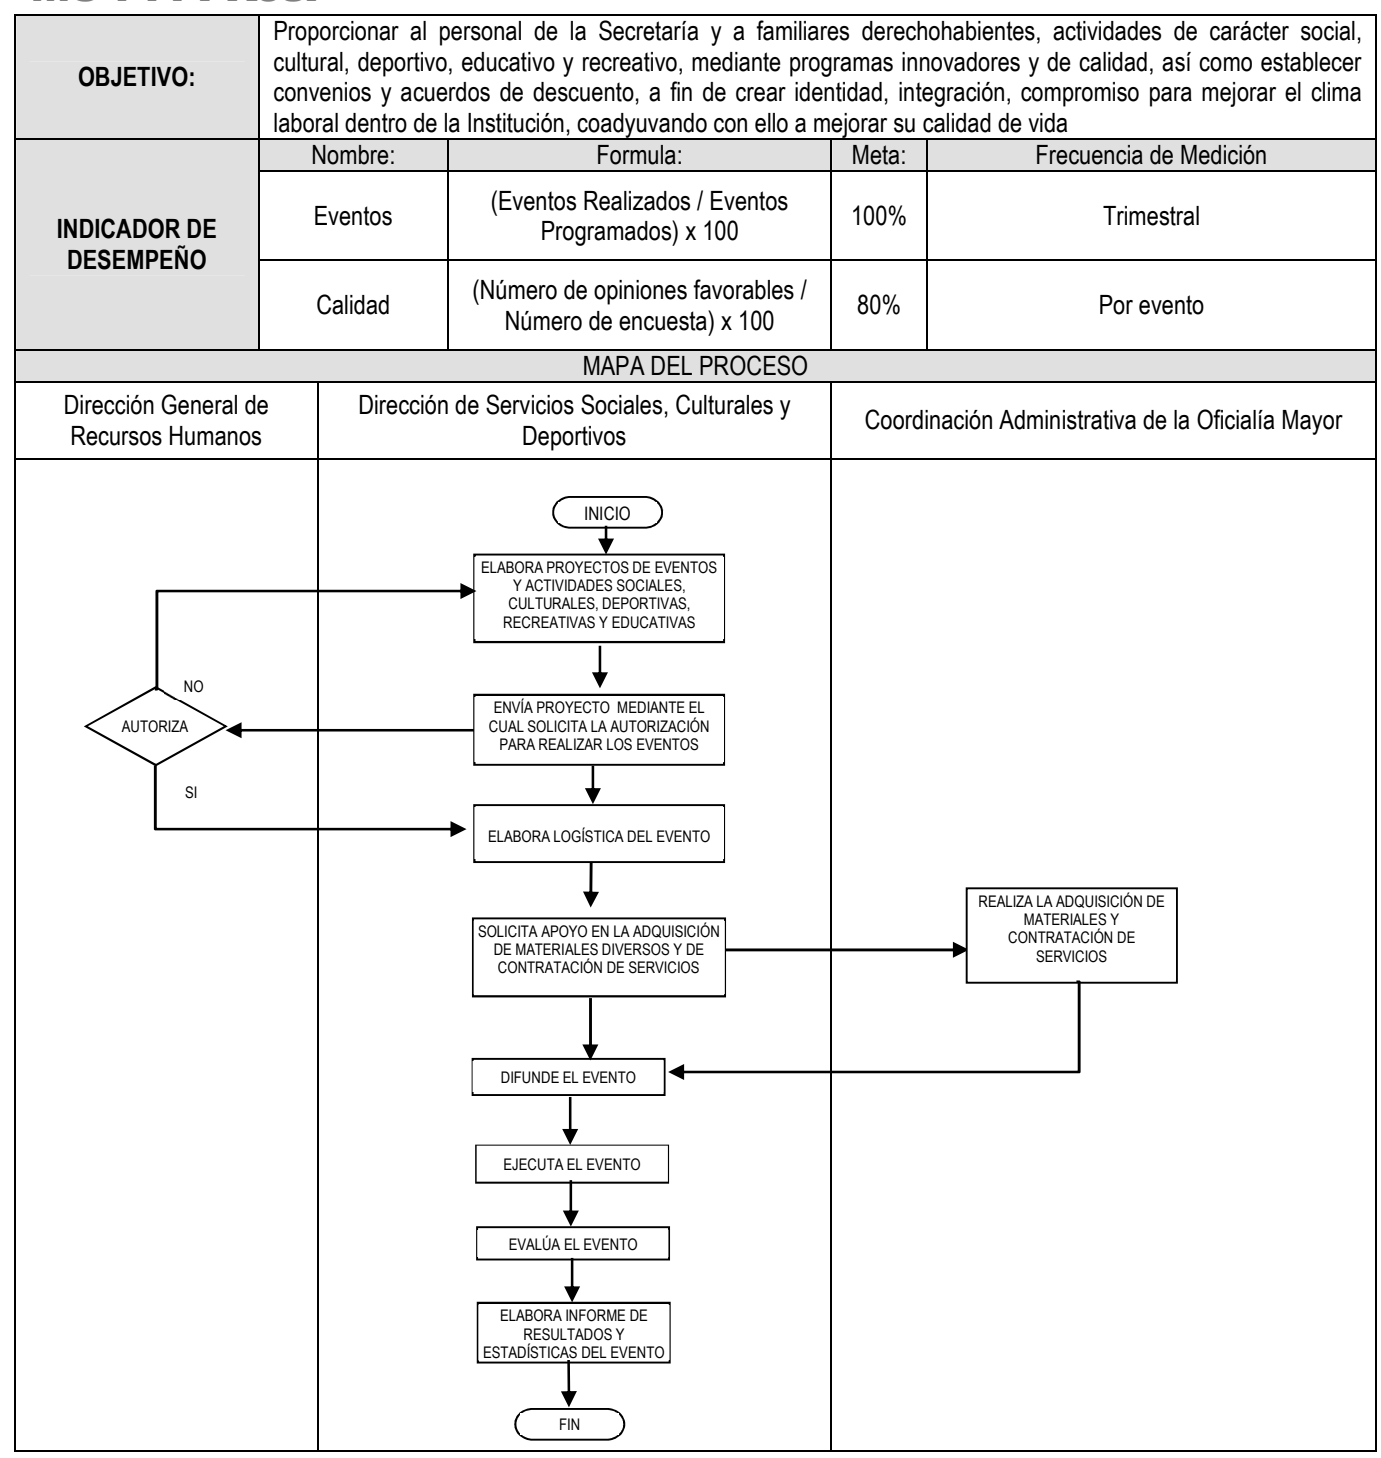 Proporcionar al personal de la Secretaría y a familiares derechohabientes, actividades de carácter social,
OBJETIVO:
cultural, deportivo, educativo y recreativo, mediante programas innovadores y de calidad, así como establecer
convenios y acuerdos de descuento, a fin de crear identidad, integración, compromiso para mejorar el clima
laboral dentro de la Institución, coadyuvando con ello a mejorar su calidad de vida
INDICADOR DE
DESEMPEÑO
Nombre:
Formula:
Meta:
Frecuencia de Medición
Eventos
(Eventos Realizados / Eventos
Programados) x 100
100%
Trimestral
Calidad
(Número de opiniones favorables /
Número de encuesta) x 100
80%
Por evento
MAPA DEL PROCESO
Dirección General de
Recursos Humanos
Dirección de Servicios Sociales, Culturales y
Deportivos
Coordinación Administrativa de la Oficialía Mayor
INICIO
ELABORA PROYECTOS DE EVENTOS
Y ACTIVIDADES SOCIALES,
CULTURALES, DEPORTIVAS,
RECREATIVAS Y EDUCATIVAS
NO
AUTORIZA
ENVÍA PROYECTO MEDIANTE EL
CUAL SOLICITA LA AUTORIZACIÓN
PARA REALIZAR LOS EVENTOS
SI
ELABORA LOGÍSTICA DEL EVENTO
SOLICITA APOYO EN LA ADQUISICIÓN
DE MATERIALES DIVERSOS Y DE
CONTRATACIÓN DE SERVICIOS
REALIZA LA ADQUISICIÓN DE
MATERIALES Y
CONTRATACIÓN DE
SERVICIOS
DIFUNDE EL EVENTO
EJECUTA EL EVENTO
EVALÚA EL EVENTO
ELABORA INFORME DE
RESULTADOS Y
ESTADÍSTICAS DEL EVENTO
FIN